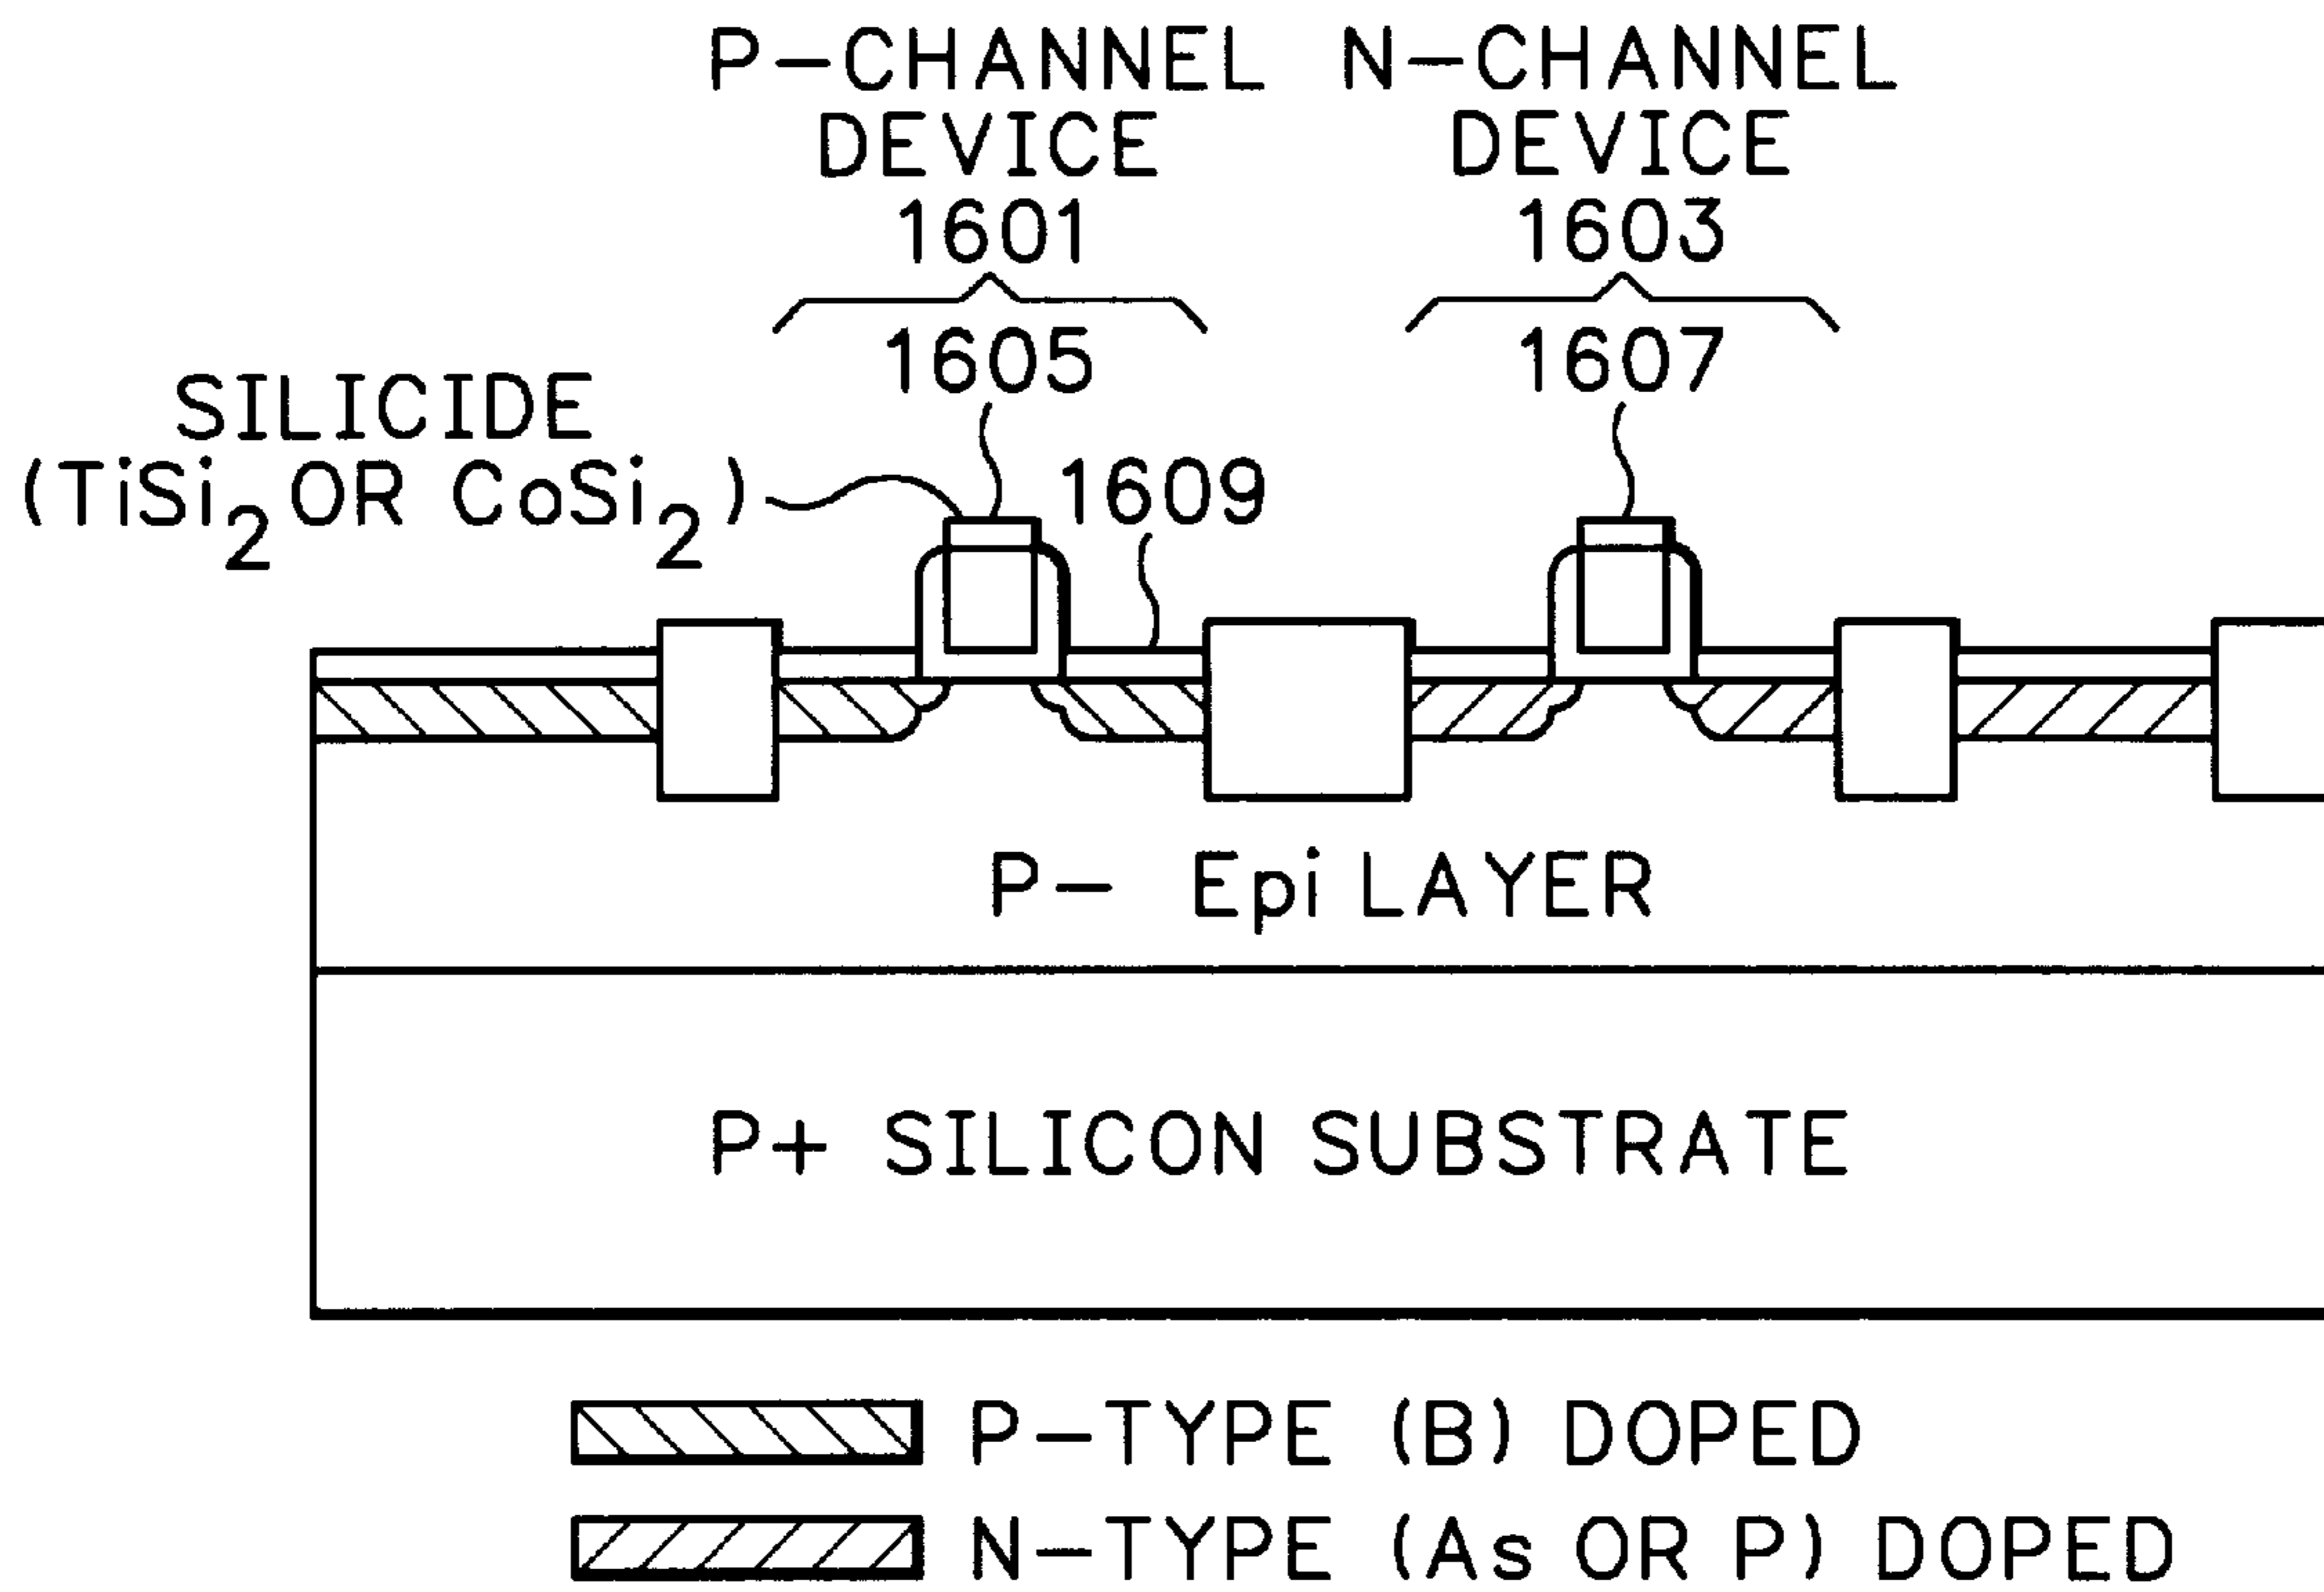 P-CHANNEL DEVICE 1601
N-CHANNEL DEVICE 1603
1605
1607
SILICIDE
(TiSi2 OR CoSi2)
1609
P- Epi LAYER
P+ SILICON SUBSTRATE
P-TYPE (B) DOPED
N-TYPE (As OR P) DOPED